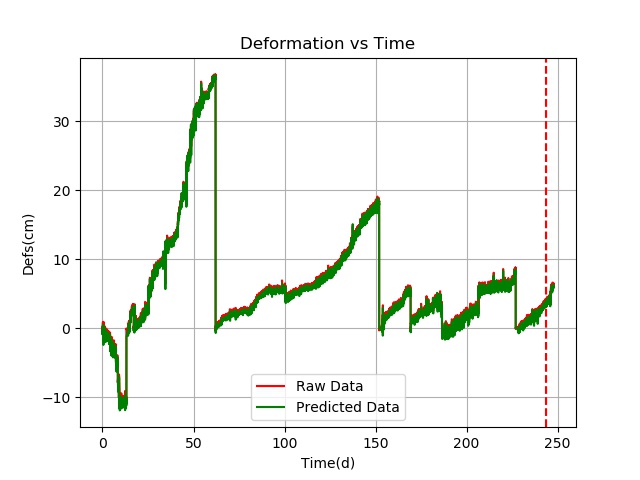 Deformation vs Time
Defs(cm)
30
20
10
0
−10
Raw Data
Predicted Data
0 50 100 150 200 250
Time(d)